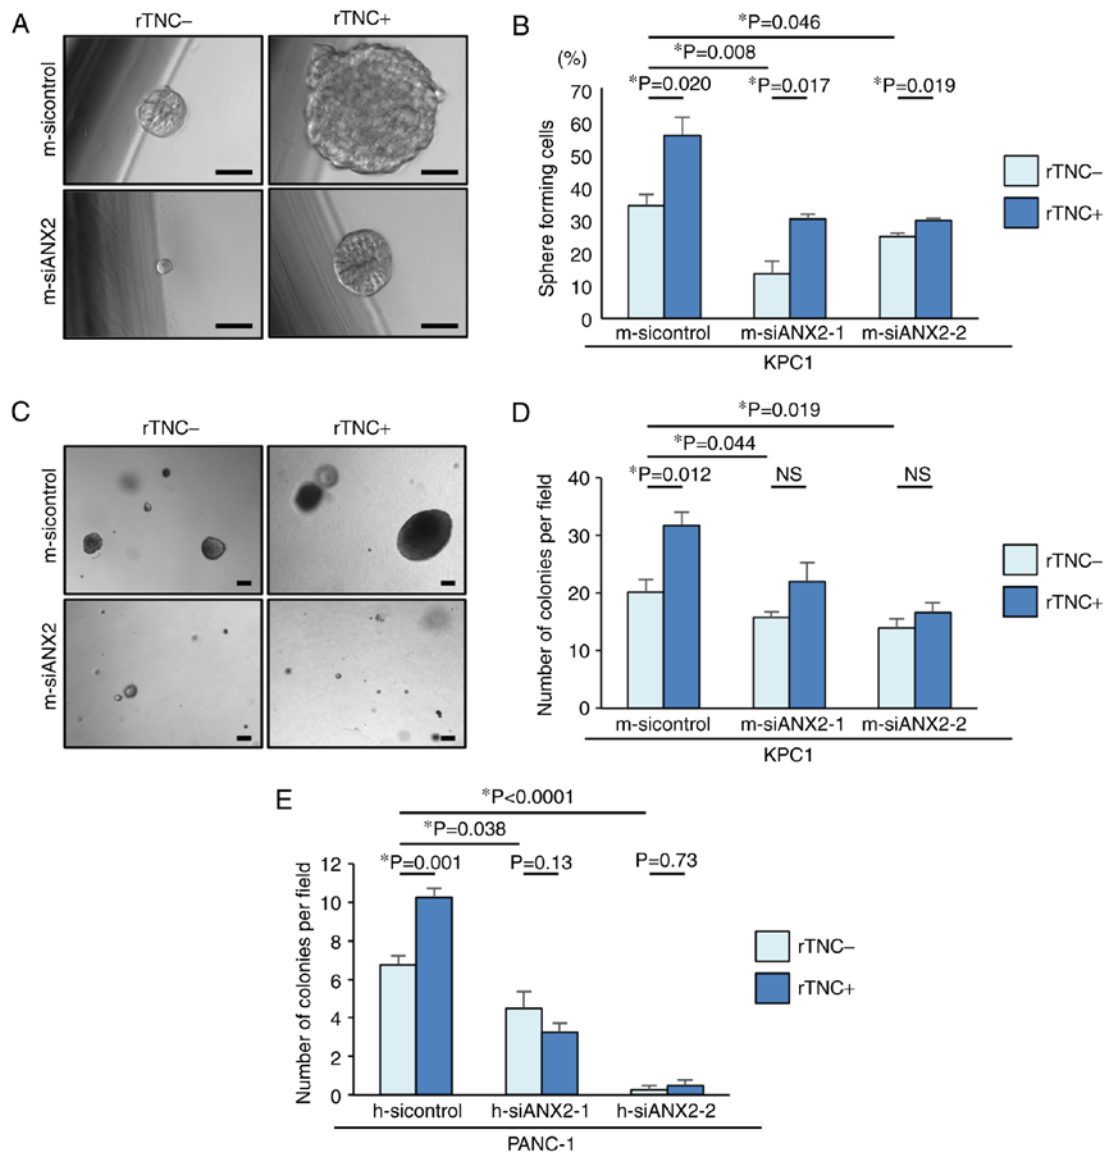 A
rTNC– rTNC+
m-sicontrol
m-siANX2
B
*P=0.046
*P=0.008
(%)
*P=0.020 *P=0.017 *P=0.019
70
60
50
40
30
20
10
0
Sphere forming cells
m-sicontrol m-siANX2-1 m-siANX2-2
KPC1
rTNC–
rTNC+
C
rTNC– rTNC+
m-sicontrol
m-siANX2
D
*P=0.019
*P=0.044
*P=0.012 NS NS
40
30
20
10
0
Number of colonies per field
m-sicontrol m-siANX2-1 m-siANX2-2
KPC1
rTNC–
rTNC+
E
*P<0.0001
*P=0.038
*P=0.001 P=0.13 P=0.73
12
10
8
6
4
2
0
Number of colonies per field
h-sicontrol h-siANX2-1 h-siANX2-2
PANC-1
rTNC–
rTNC+